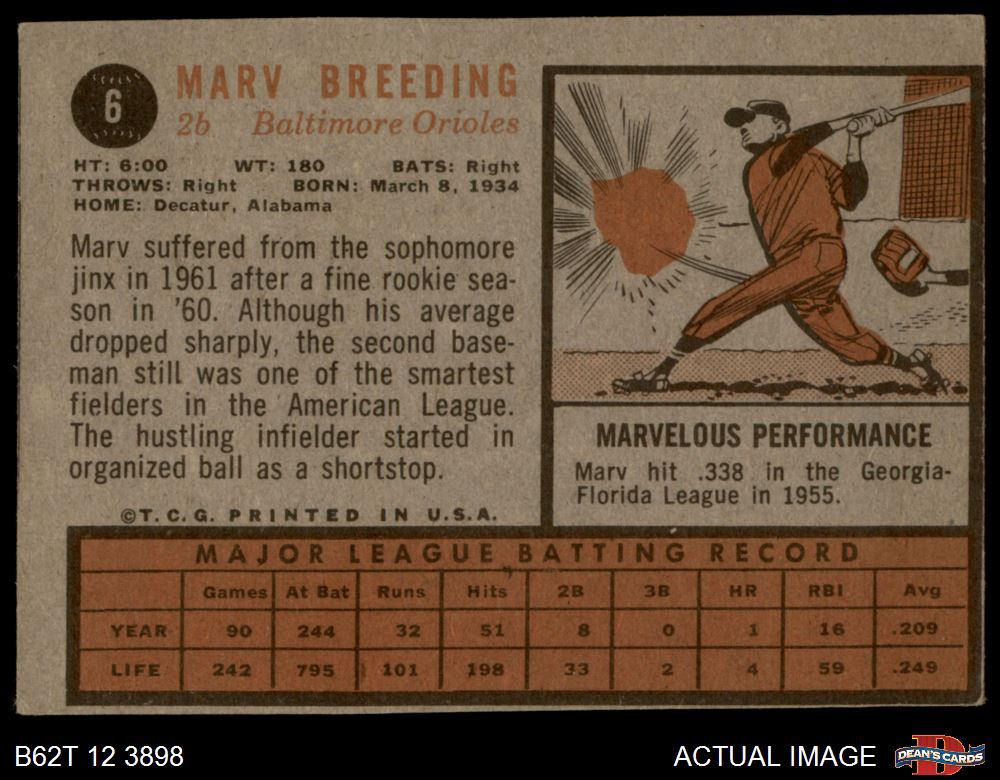 6
MARV BREEDING
2b Baltimore Orioles
HT: 6:00 WT: 180 BATS: Right
THROWS: Right BORN: March 8, 1934
HOME: Decatur, Alabama
Marv suffered from the sophomore
jinx in 1961 after a fine rookie sea-
son in '60. Although his average
dropped sharply, the second base-
man still was one of the smartest
fielders in the American League.
The hustling infielder started in
organized ball as a shortstop.
©T.C.G. PRINTED IN U.S.A.
MARVELOUS PERFORMANCE
Marv hit .338 in the Georgia-
Florida League in 1955.
MAJOR LEAGUE BATTING RECORD
Games At Bat Runs Hits 2B 3B HR RBI Avg
YEAR 90 244 32 51 8 0 1 16 .209
LIFE 242 795 101 198 33 2 4 59 .249
B62T 12 3898
ACTUAL IMAGE
D
DEAN'S CARDS